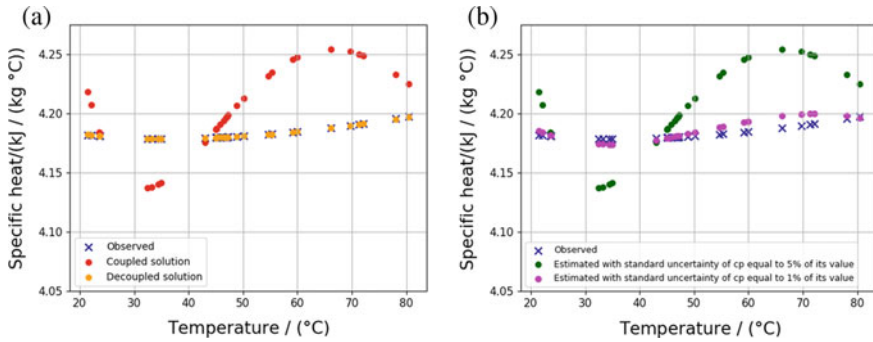 (a)
Specific heat/(kJ / (kg °C))
4.25
4.20
4.15
4.10
4.05
Observed
Coupled solution
Decoupled solution
20 30 40 50 60 70 80
Temperature / (°C)
(b)
Specific heat/(kJ / (kg °C))
4.25
4.20
4.15
4.10
4.05
Observed
Estimated with standard uncertainty of cp equal to 5% of its value
Estimated with standard uncertainty of cp equal to 1% of its value
20 30 40 50 60 70 80
Temperature / (°C)